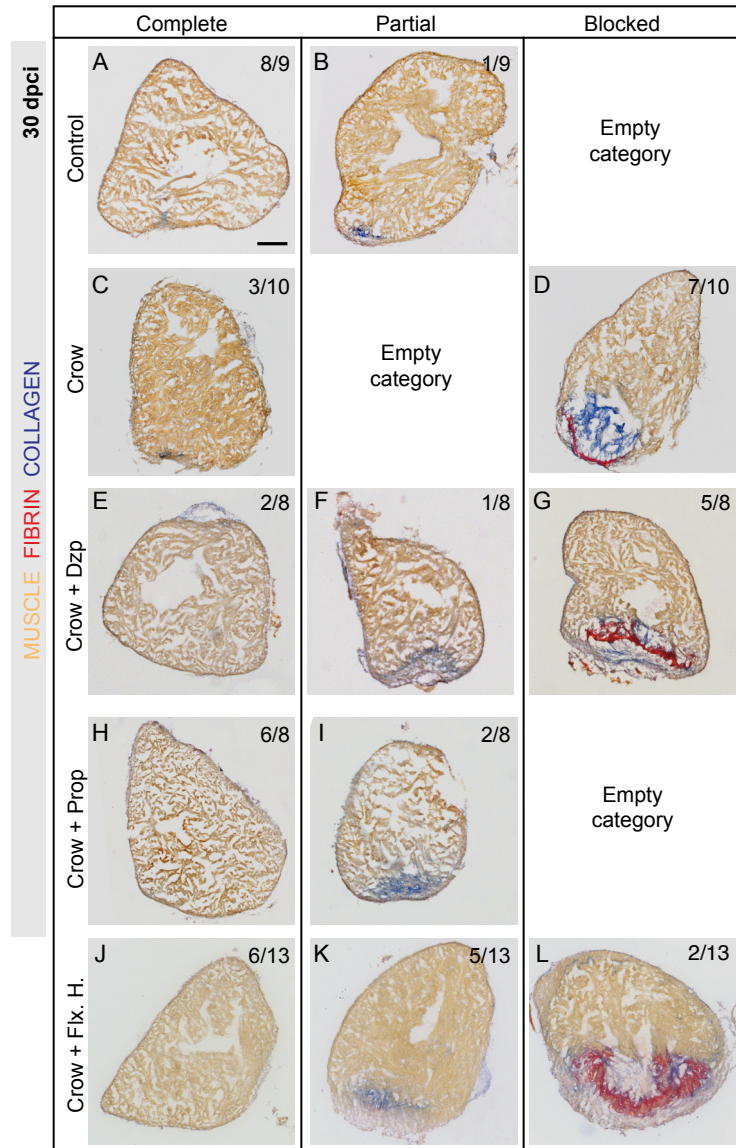 Complete Partial Blocked
30 dpci
MUSCLE FIBRIN COLLAGEN
Control
A 8/9
B 1/9
Empty
category
Crow
C 3/10
Empty
category
D 7/10
Crow + Dzp
E 2/8
F 1/8
G 5/8
Crow + Prop
H 6/8
I 2/8
Empty
category
Crow + Flx. H.
J 6/13
K 5/13
L 2/13